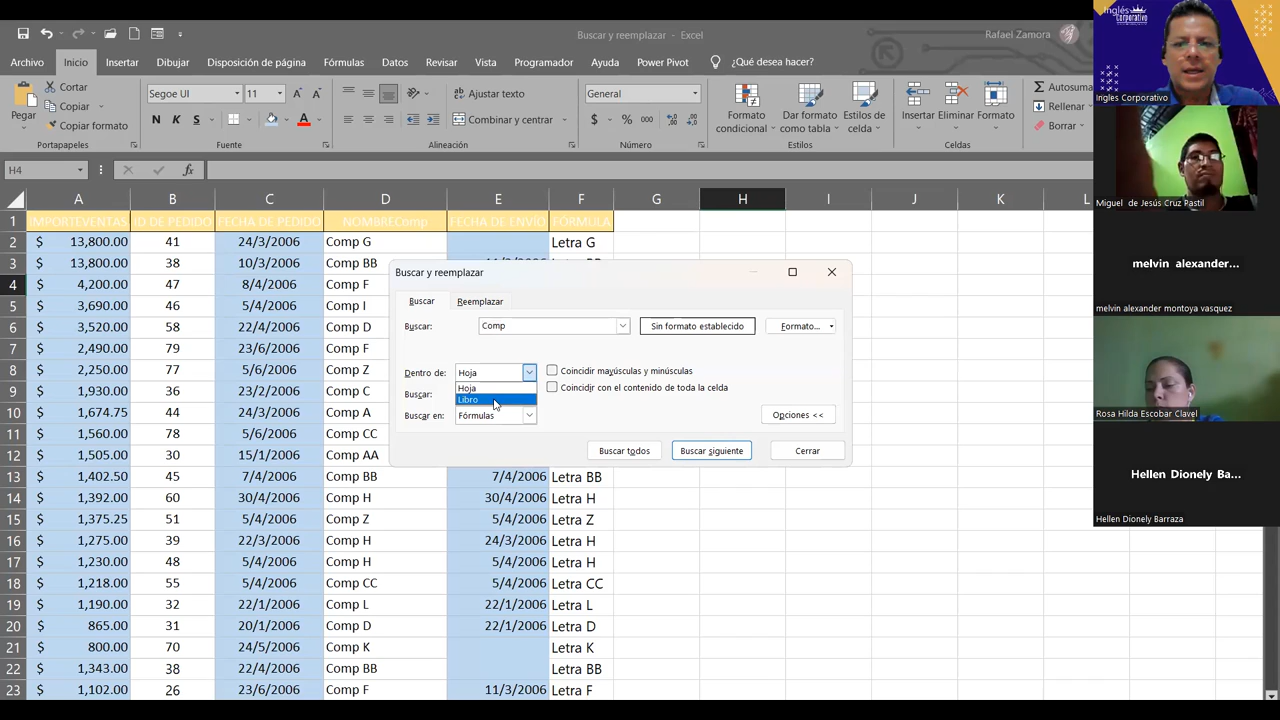 Buscar y reemplazar - Excel
Rafael Zamora
Archivo Inicio Insertar Dibujar Disposición de página Fórmulas Datos Revisar Vista Programador Ayuda Power Pivot ¿Qué desea hacer?
Pegar
Cortar
Copiar
Copiar formato
Portapapeles
Segoe UI 11
N K S
Fuente
Ajustar texto
Combinar y centrar
Alineación
General
$ % 000
Número
Formato condicional
Dar formato como tabla
Estilos de celda
Estilos
Insertar Eliminar Formato
Celdas
Autosuma
Rellenar
Borrar
H4
fx
A B C D E F G H I J K L
1 IMPORTEVENTAS ID DE PEDIDO FECHA DE PEDIDO NOMBREComp FECHA DE ENVÍO FÓRMULA
2 $ 13,800.00 41 24/3/2006 Comp G Letra G
3 $ 13,800.00 38 10/3/2006 Comp BB
4 $ 4,200.00 47 8/4/2006 Comp F
5 $ 3,690.00 46 5/4/2006 Comp I
6 $ 3,520.00 58 22/4/2006 Comp D
7 $ 2,490.00 79 23/6/2006 Comp F
8 $ 2,250.00 77 5/6/2006 Comp Z
9 $ 1,930.00 36 23/2/2006 Comp C
10 $ 1,674.75 44 24/3/2006 Comp A
11 $ 1,560.00 78 5/6/2006 Comp CC
12 $ 1,505.00 30 15/1/2006 Comp AA
13 $ 1,402.50 45 7/4/2006 Comp BB 7/4/2006 Letra BB
14 $ 1,392.00 60 30/4/2006 Comp H 30/4/2006 Letra H
15 $ 1,375.25 51 5/4/2006 Comp Z 5/4/2006 Letra Z
16 $ 1,275.00 39 22/3/2006 Comp H 24/3/2006 Letra H
17 $ 1,230.00 48 5/4/2006 Comp H 5/4/2006 Letra H
18 $ 1,218.00 55 5/4/2006 Comp CC 5/4/2006 Letra CC
19 $ 1,190.00 32 22/1/2006 Comp L 22/1/2006 Letra L
20 $ 865.00 31 20/1/2006 Comp D 22/1/2006 Letra D
21 $ 800.00 70 24/5/2006 Comp K Letra K
22 $ 1,343.00 38 22/4/2006 Comp BB Letra BB
23 $ 1,102.00 26 23/6/2006 Comp F 11/3/2006 Letra F
Buscar y reemplazar
Buscar Reemplazar
Buscar: Comp Sin formato establecido Formato...
Dentro de: Hoja Coincidir mayúsculas y minúsculas
Hoja
Libro Coincidir con el contenido de toda la celda
Buscar:
Buscar en: Fórmulas Opciones <<
Buscar todos Buscar siguiente Cerrar
Inglés
Corporativo
Ingles Corporativo
Miguel de Jesús Cruz Pastil
melvin alexander...
melvin alexander montoya vasquez
Rosa Hilda Escobar Clavel
Hellen Dionely Ba...
Hellen Dionely Barraza